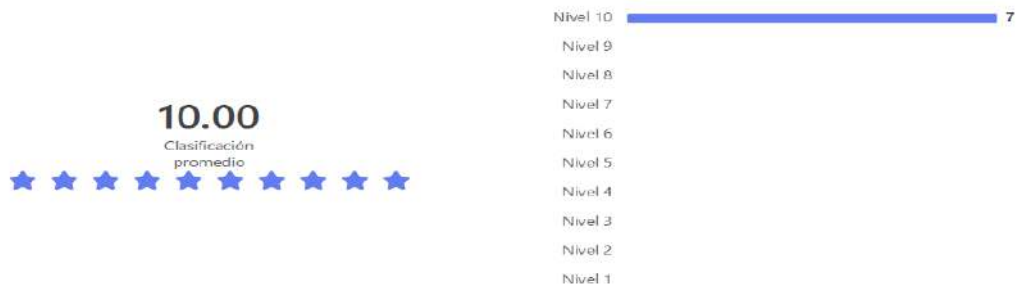 10.00
Clasificación
promedio
Nivel 10 7
Nivel 9
Nivel 8
Nivel 7
Nivel 6
Nivel 5
Nivel 4
Nivel 3
Nivel 2
Nivel 1